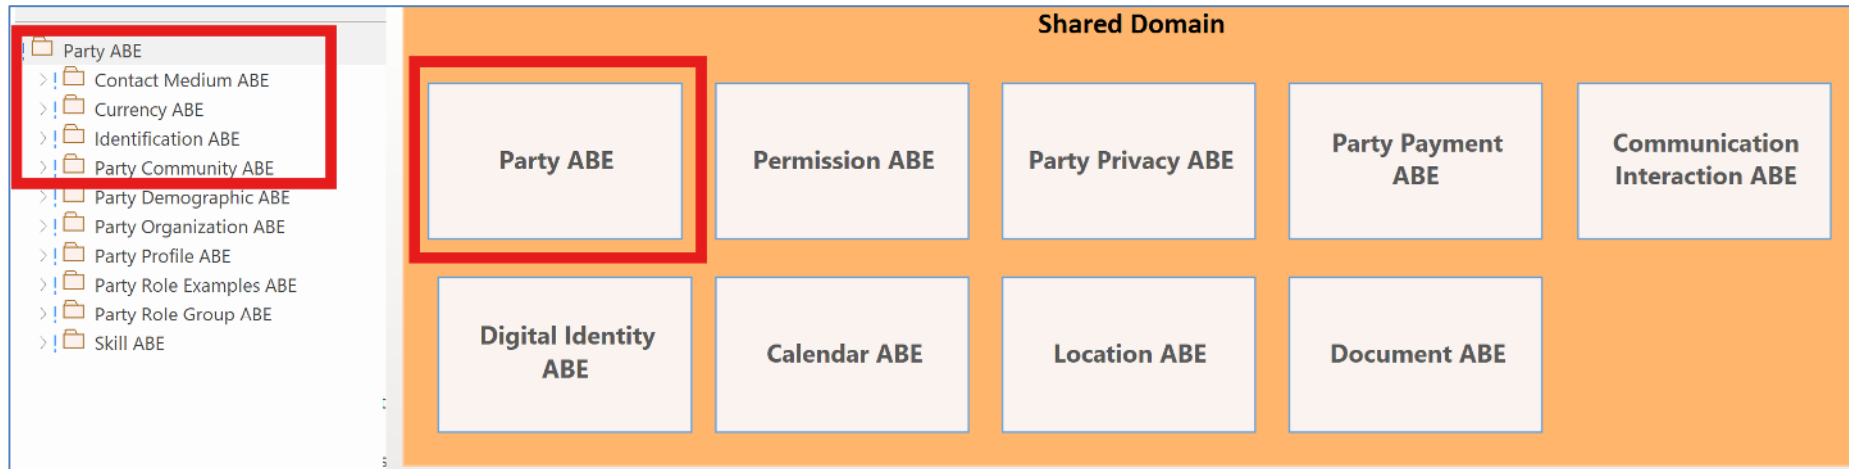 Party ABE
Contact Medium ABE
Currency ABE
Identification ABE
Party Community ABE
Party Demographic ABE
Party Organization ABE
Party Profile ABE
Party Role Examples ABE
Party Role Group ABE
Skill ABE
Shared Domain
Party ABE
Permission ABE
Party Privacy ABE
Party Payment
ABE
Communication
Interaction ABE
Digital Identity
ABE
Calendar ABE
Location ABE
Document ABE